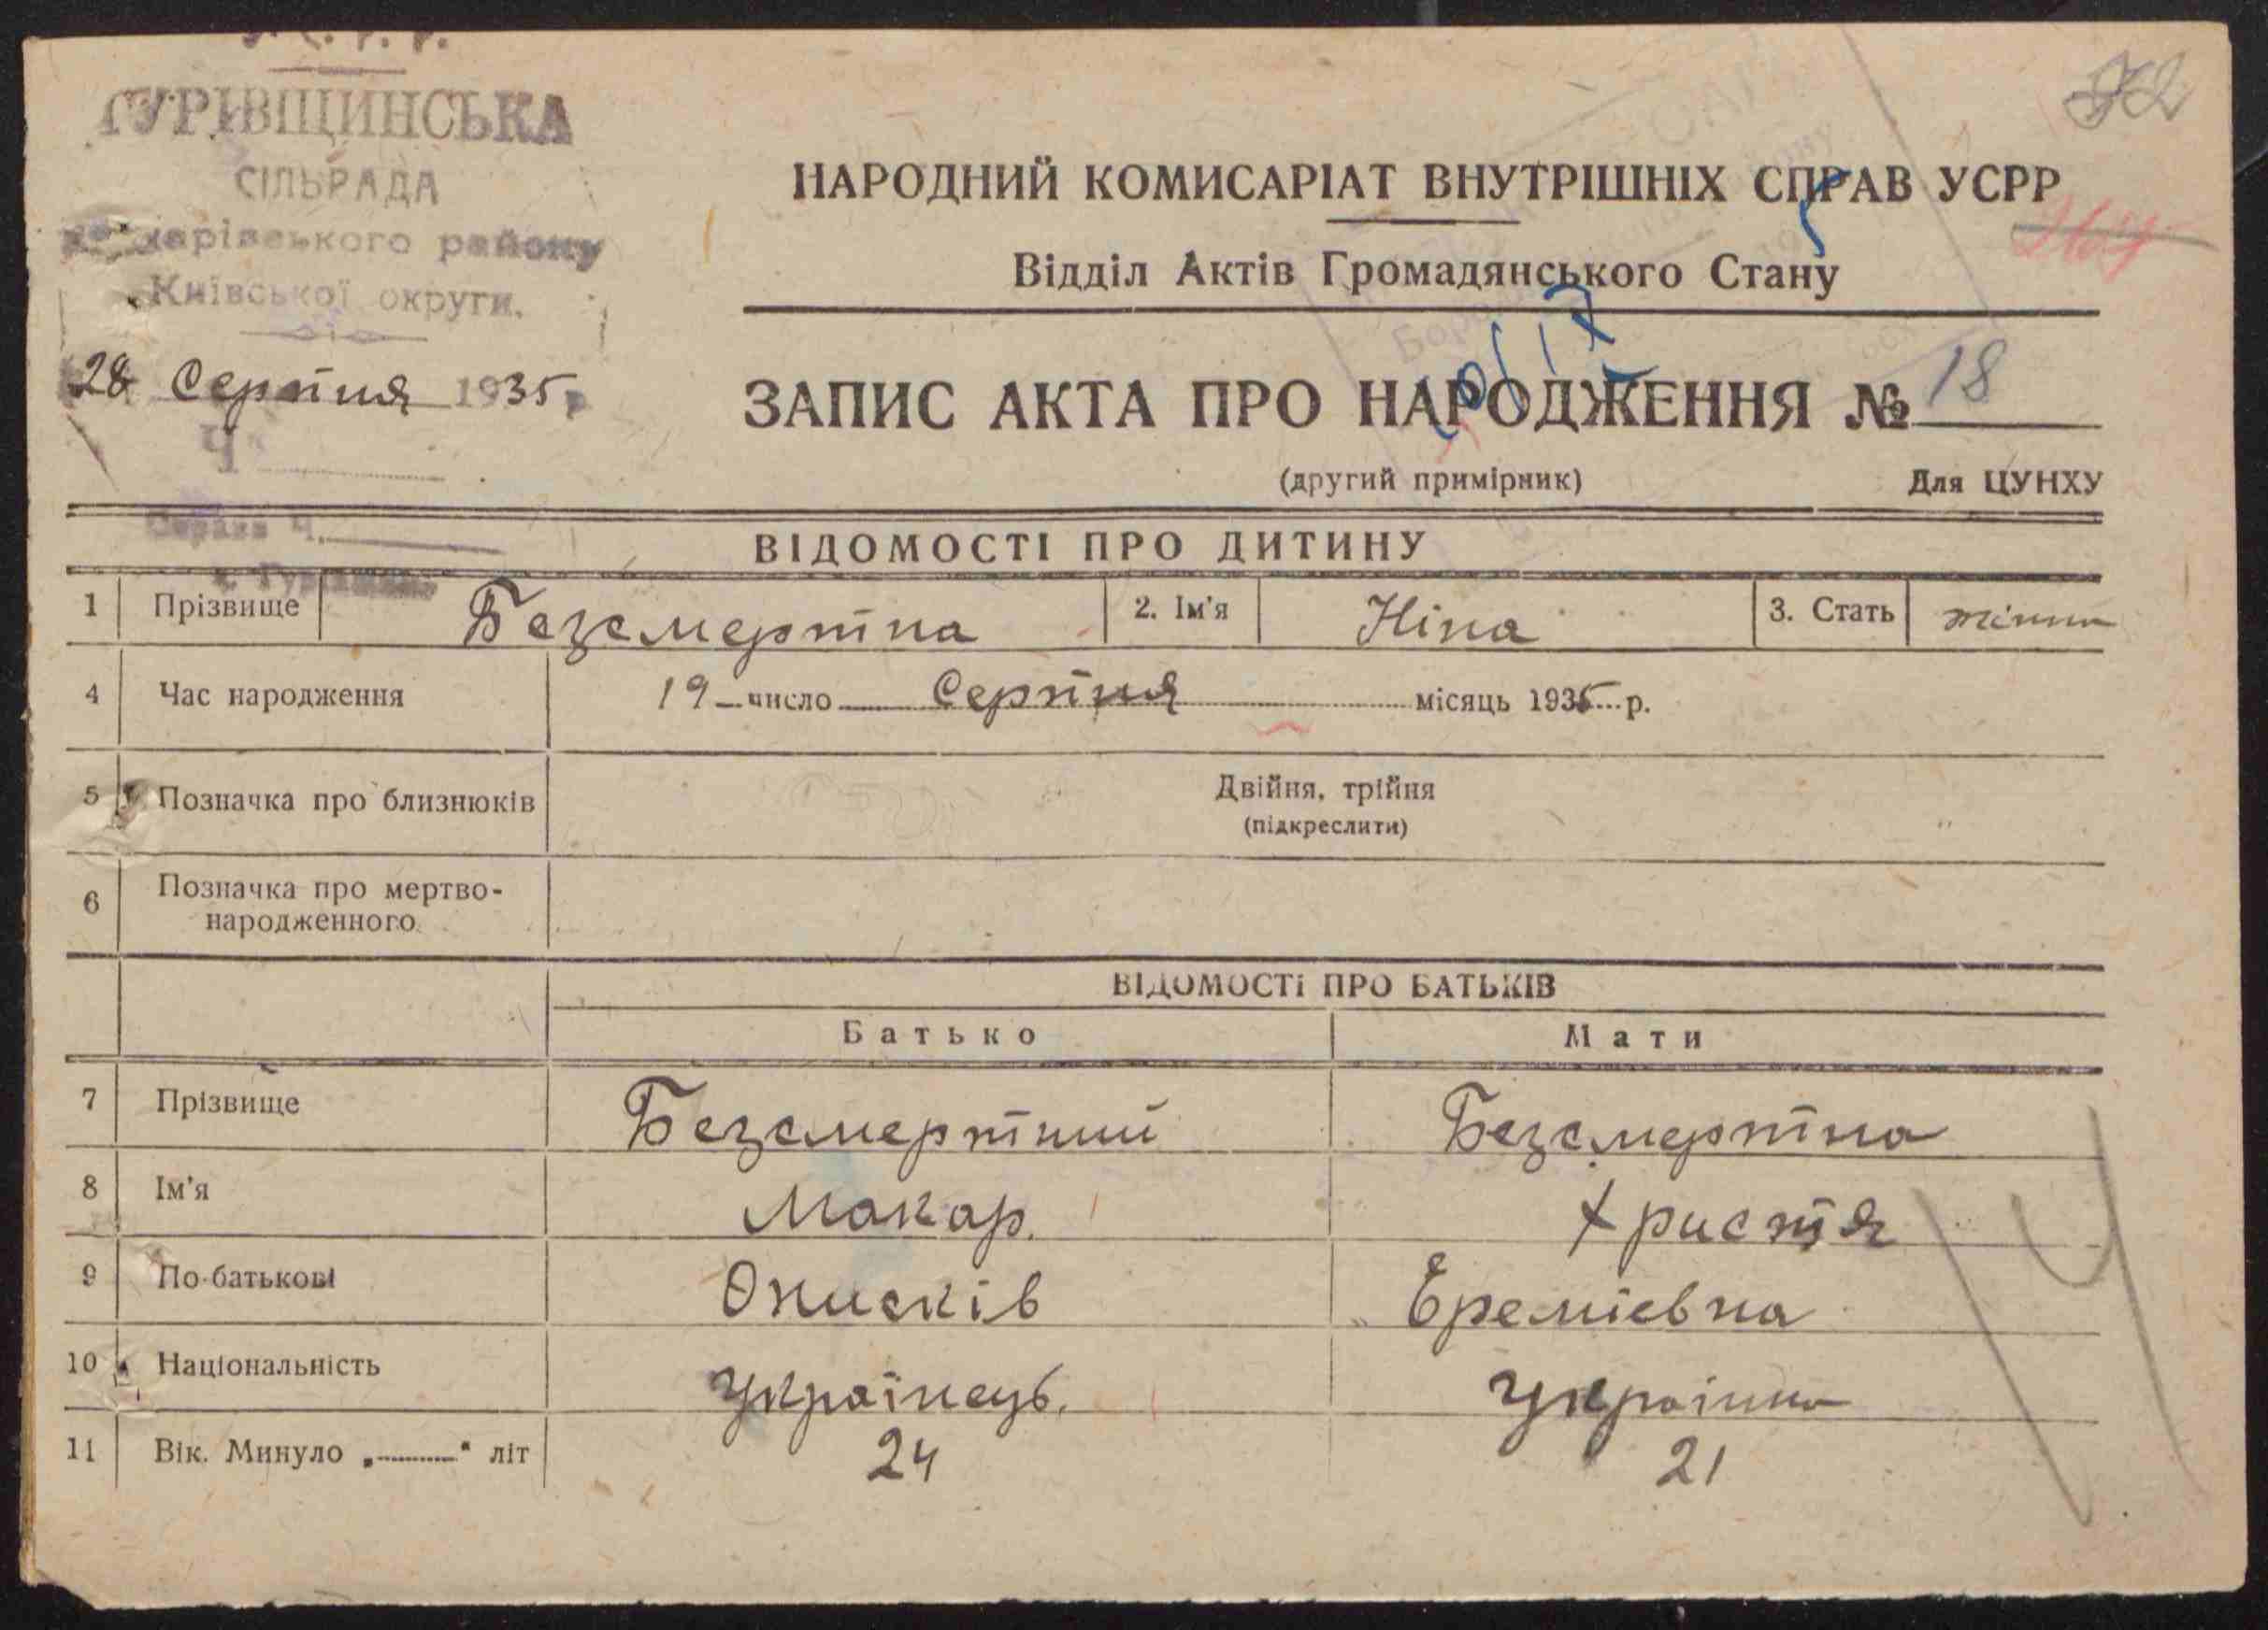 У.С.Р.Р.
ГУРІВЩИНСЬКА
СІЛЬРАДА
району
Київської округи.
28 Серпня 1935
Ч.
Справа Ч.
72
НАРОДНИЙ КОМИСАРІАТ ВНУТРІШНІХ СПРАВ УСРР
Відділ Актів Громадянського Стану
ЗАПИС АКТА ПРО НАРОДЖЕННЯ № 18
(другий примірник) Для ЦУНХУ
ВІДОМОСТІ ПРО ДИТИНУ
1 Прізвище Безсмертна 2. Ім'я Ніна 3. Стать жіноч
4 Час народження 19 число Серпня місяць 1935 р.
5 Позначка про близнюків Двійня, трійня
(підкреслити)
6 Позначка про мертво-
народженного
ВІДОМОСТІ ПРО БАТЬКІВ
Батько Мати
7 Прізвище Безсмертний Безсмертна
8 Ім'я Макар. Христя
9 По-батькові Онисків Еремієвна
10 Національність Українець. Українка
11 Вік. Минуло „ “ літ 24 21